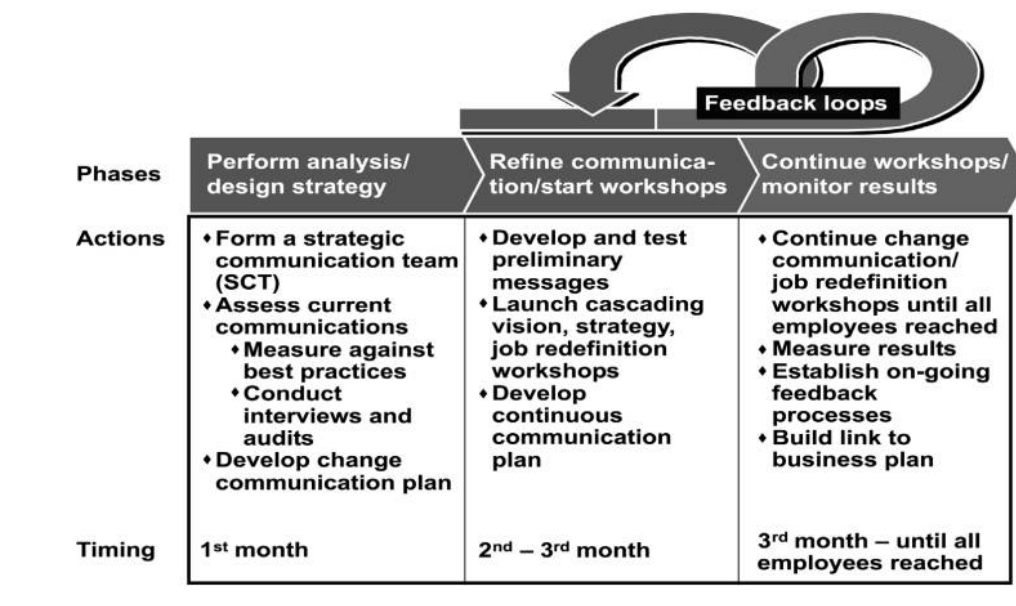 Feedback loops
Phases
Perform analysis/
design strategy
Refine communica-
tion/start workshops
Continue workshops/
monitor results
Actions
♦ Form a strategic
communication team
(SCT)
♦ Assess current
communications
♦ Measure against
best practices
♦ Conduct
interviews and
audits
♦ Develop change
communication plan
♦ Develop and test
preliminary
messages
♦ Launch cascading
vision, strategy,
job redefinition
workshops
♦ Develop
continuous
communication
plan
♦ Continue change
communication/
job redefinition
workshops until all
employees reached
♦ Measure results
♦ Establish on-going
feedback
processes
♦ Build link to
business plan
Timing
1st month
2nd – 3rd month
3rd month – until all
employees reached